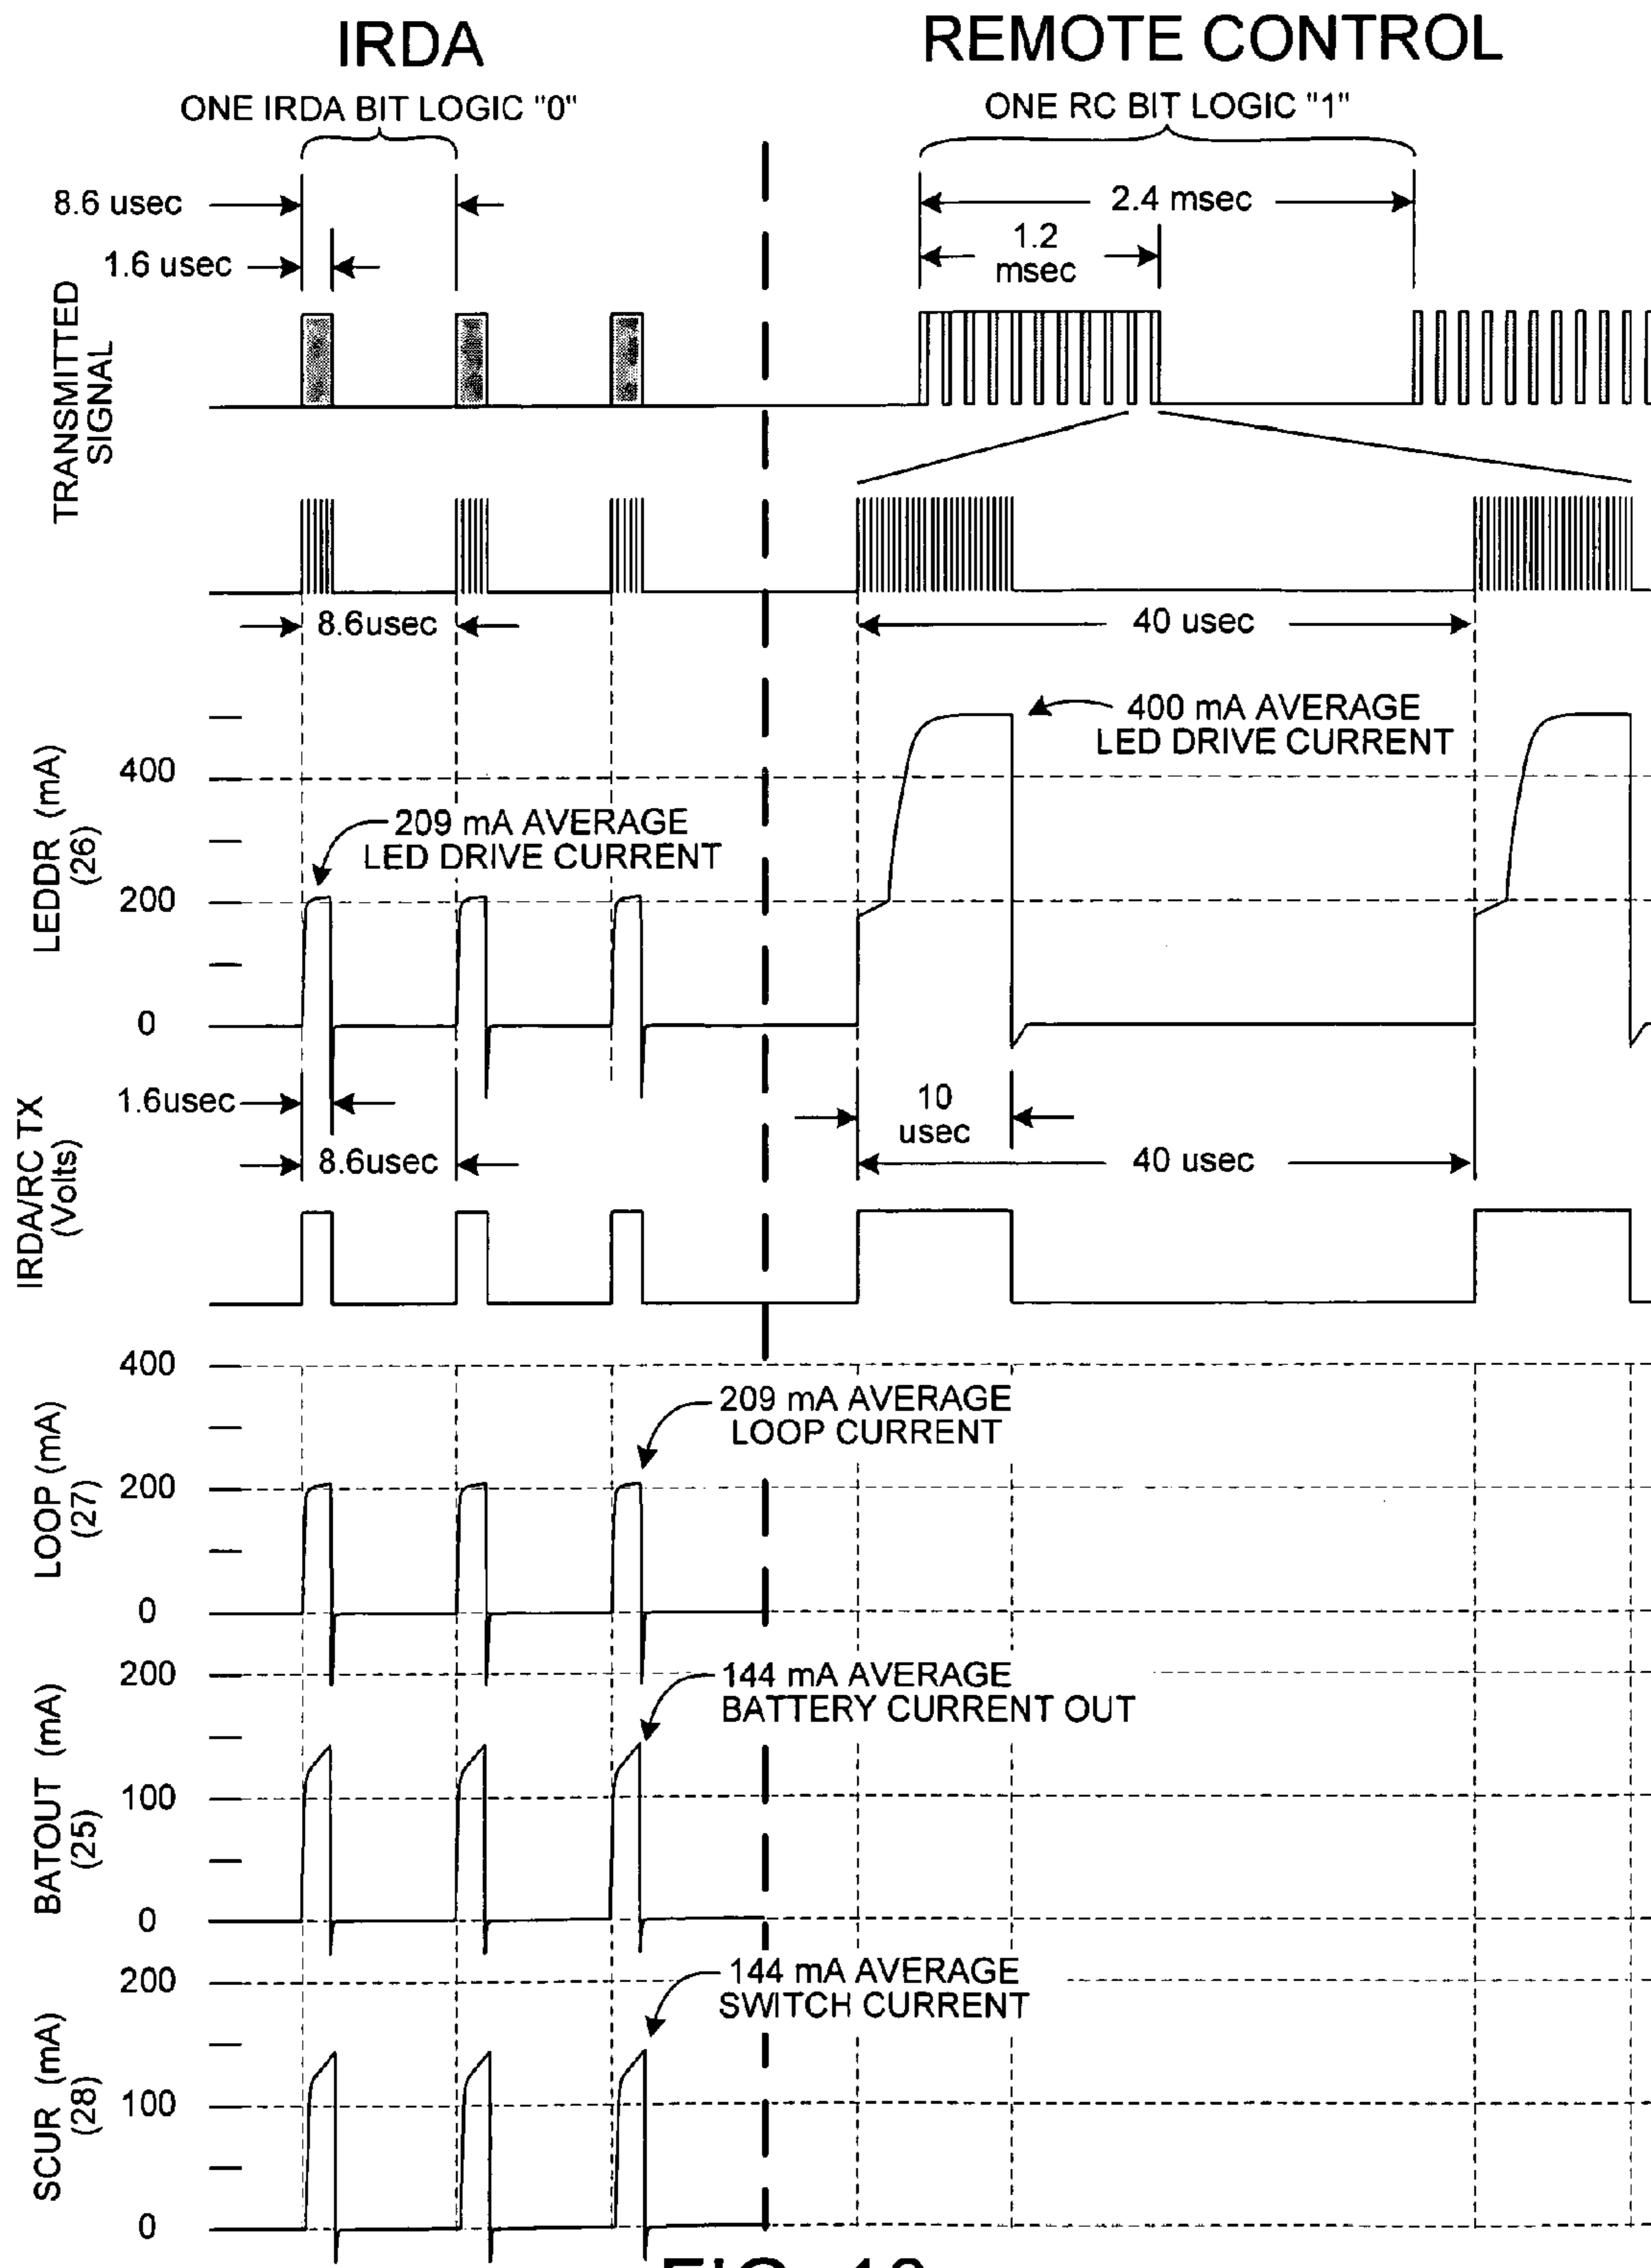 IRDA
REMOTE CONTROL
ONE IRDA BIT LOGIC "0"
ONE RC BIT LOGIC "1"
8.6 usec
2.4 msec
1.6 usec
1.2
msec
TRANSMITTED
SIGNAL
8.6usec
40 usec
LEDDR (mA)
(26)
400
200
0
209 mA AVERAGE
LED DRIVE CURRENT
400 mA AVERAGE
LED DRIVE CURRENT
IRDA/RC TX
(Volts)
1.6usec
8.6usec
10
usec
40 usec
LOOP (mA)
(27)
400
200
0
209 mA AVERAGE
LOOP CURRENT
BATOUT (mA)
(25)
200
100
0
144 mA AVERAGE
BATTERY CURRENT OUT
SCUR (mA)
(28)
200
100
0
144 mA AVERAGE
SWITCH CURRENT